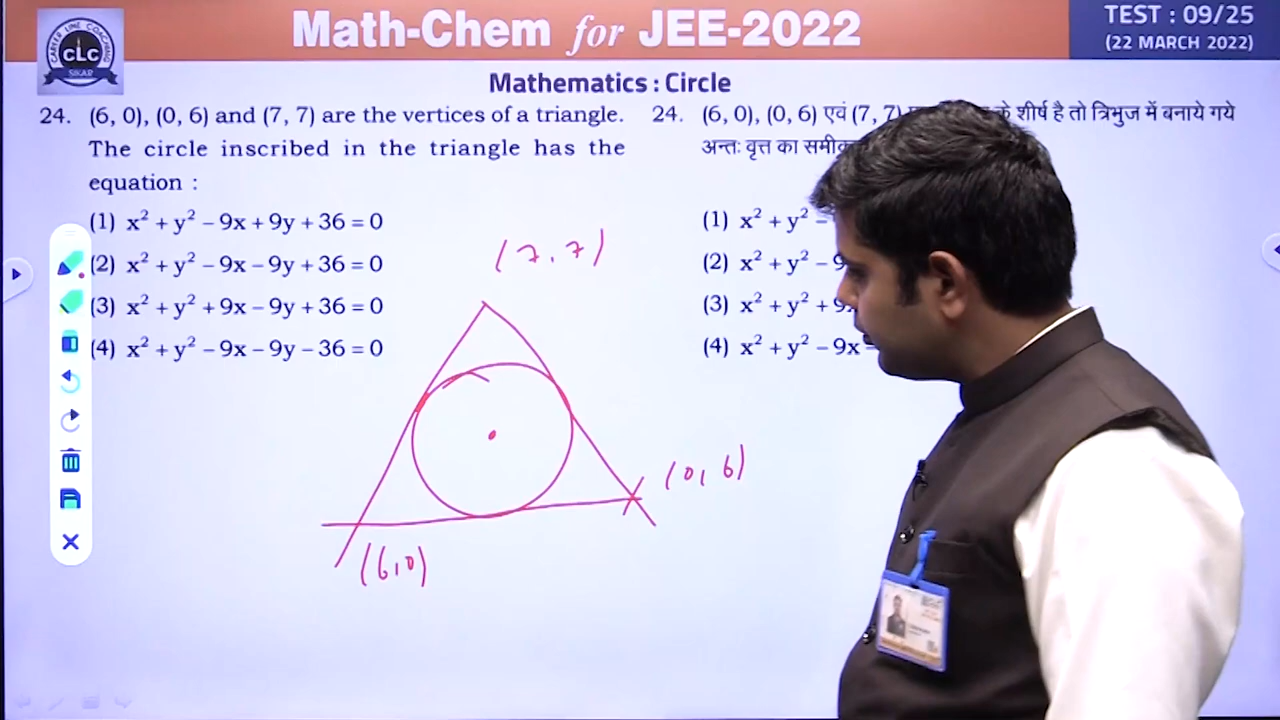 Math-Chem for JEE-2022
TEST : 09/25
(22 MARCH 2022)
CAREER LINE COACHING
CLC
SIKAR
Mathematics : Circle
24. (6, 0), (0, 6) and (7, 7) are the vertices of a triangle.
The circle inscribed in the triangle has the
equation :
(1) x² + y² – 9x + 9y + 36 = 0
(2) x² + y² – 9x – 9y + 36 = 0
(3) x² + y² + 9x – 9y + 36 = 0
(4) x² + y² – 9x – 9y – 36 = 0
24. (6, 0), (0, 6) एवं (7, 7) के शीर्ष है तो त्रिभुज में बनाये गये
अन्तः वृत्त का
(1) x² + y² –
(2) x² + y² – 9
(3) x² + y² + 9
(4) x² + y² – 9x –
(7, 7)
(0, 6)
(6, 0)